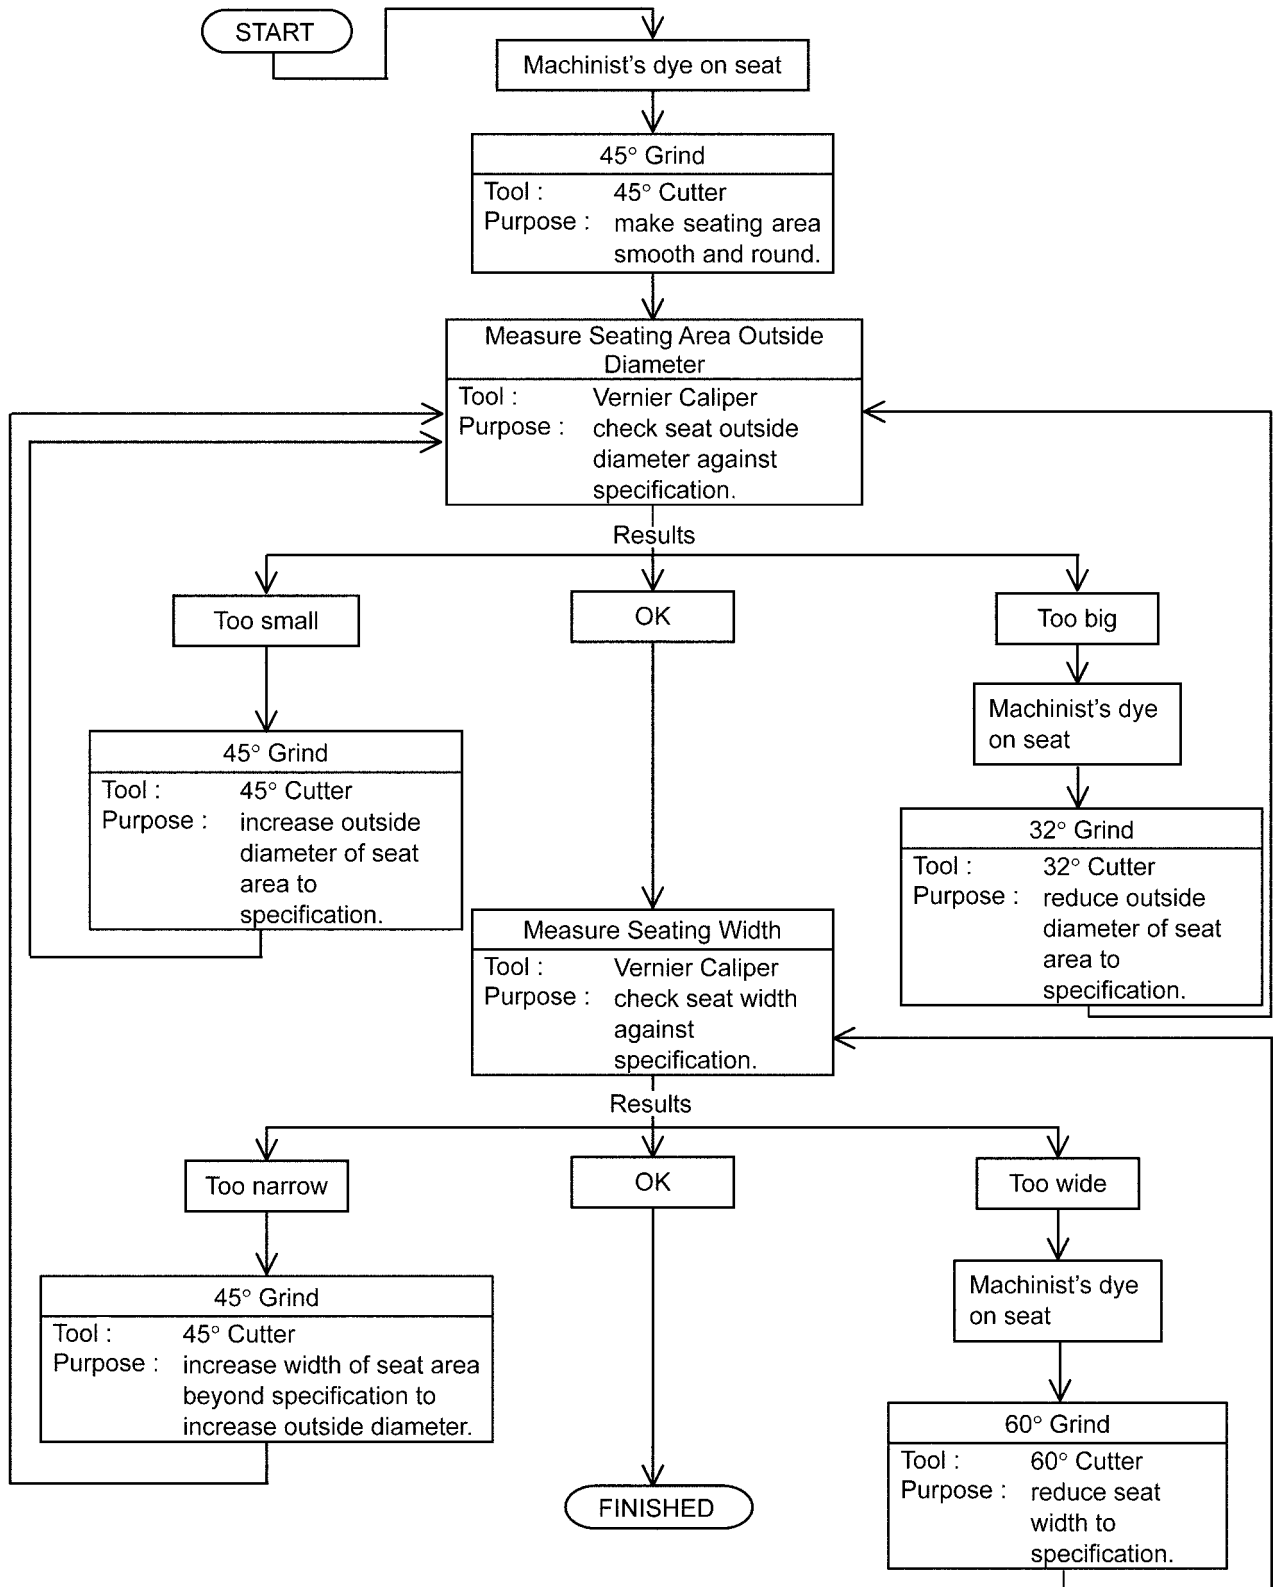 START
Machinist's dye on seat
45° Grind
Tool : 45° Cutter
Purpose : make seating area
smooth and round.
Measure Seating Area Outside
Diameter
Tool : Vernier Caliper
Purpose : check seat outside
diameter against
specification.
Results
Too small
OK
Too big
Machinist's dye
on seat
45° Grind
Tool : 45° Cutter
Purpose : increase outside
diameter of seat
area to
specification.
32° Grind
Tool : 32° Cutter
Purpose : reduce outside
diameter of seat
area to
specification.
Measure Seating Width
Tool : Vernier Caliper
Purpose : check seat width
against
specification.
Results
Too narrow
OK
Too wide
Machinist's dye
on seat
45° Grind
Tool : 45° Cutter
Purpose : increase width of seat area
beyond specification to
increase outside diameter.
60° Grind
Tool : 60° Cutter
Purpose : reduce seat
width to
specification.
FINISHED